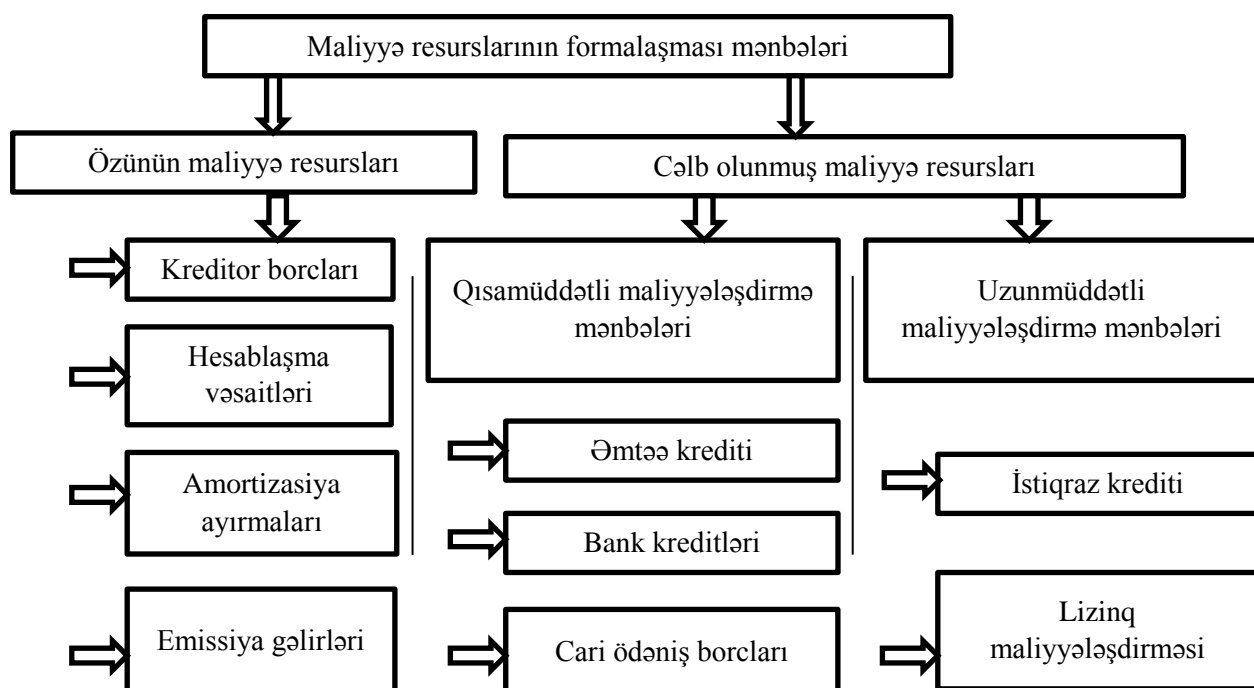 Maliyyə resurslarının formalaşması mənbələri
Özünün maliyyə resursları
Cəlb olunmuş maliyyə resursları
Kreditor borcları
Hesablaşma
vəsaitləri
Amortizasiya
ayırmaları
Emissiya gəlirləri
Qısamüddətli maliyyələşdirmə
mənbələri
Əmtəə krediti
Bank kreditləri
Cari ödəniş borcları
Uzunmüddətli
maliyyələşdirmə mənbələri
İstiqraz krediti
Lizinq
maliyyələşdirməsi